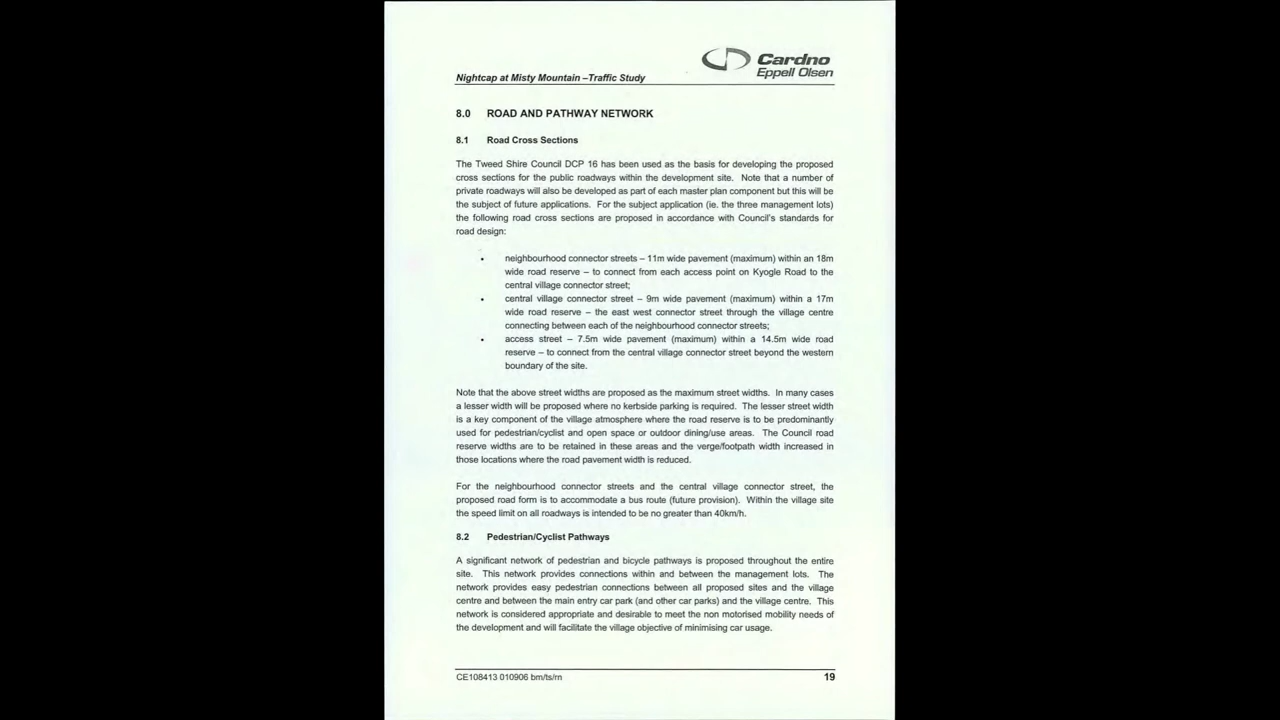 Cardno
Eppell Olsen
Nightcap at Misty Mountain –Traffic Study
8.0 ROAD AND PATHWAY NETWORK
8.1 Road Cross Sections
The Tweed Shire Council DCP 16 has been used as the basis for developing the proposed
cross sections for the public roadways within the development site. Note that a number of
private roadways will also be developed as part of each master plan component but this will be
the subject of future applications. For the subject application (ie. the three management lots)
the following road cross sections are proposed in accordance with Council's standards for
road design:
• neighbourhood connector streets – 11m wide pavement (maximum) within an 18m
wide road reserve – to connect from each access point on Kyogle Road to the
central village connector street;
• central village connector street – 9m wide pavement (maximum) within a 17m
wide road reserve – the east west connector street through the village centre
connecting between each of the neighbourhood connector streets;
• access street – 7.5m wide pavement (maximum) within a 14.5m wide road
reserve – to connect from the central village connector street beyond the western
boundary of the site.
Note that the above street widths are proposed as the maximum street widths. In many cases
a lesser width will be proposed where no kerbside parking is required. The lesser street width
is a key component of the village atmosphere where the road reserve is to be predominantly
used for pedestrian/cyclist and open space or outdoor dining/use areas. The Council road
reserve widths are to be retained in these areas and the verge/footpath width increased in
those locations where the road pavement width is reduced.
For the neighbourhood connector streets and the central village connector street, the
proposed road form is to accommodate a bus route (future provision). Within the village site
the speed limit on all roadways is intended to be no greater than 40km/h.
8.2 Pedestrian/Cyclist Pathways
A significant network of pedestrian and bicycle pathways is proposed throughout the entire
site. This network provides connections within and between the management lots. The
network provides easy pedestrian connections between all proposed sites and the village
centre and between the main entry car park (and other car parks) and the village centre. This
network is considered appropriate and desirable to meet the non motorised mobility needs of
the development and will facilitate the village objective of minimising car usage.
CE108413 010906 bm/ts/rn 19